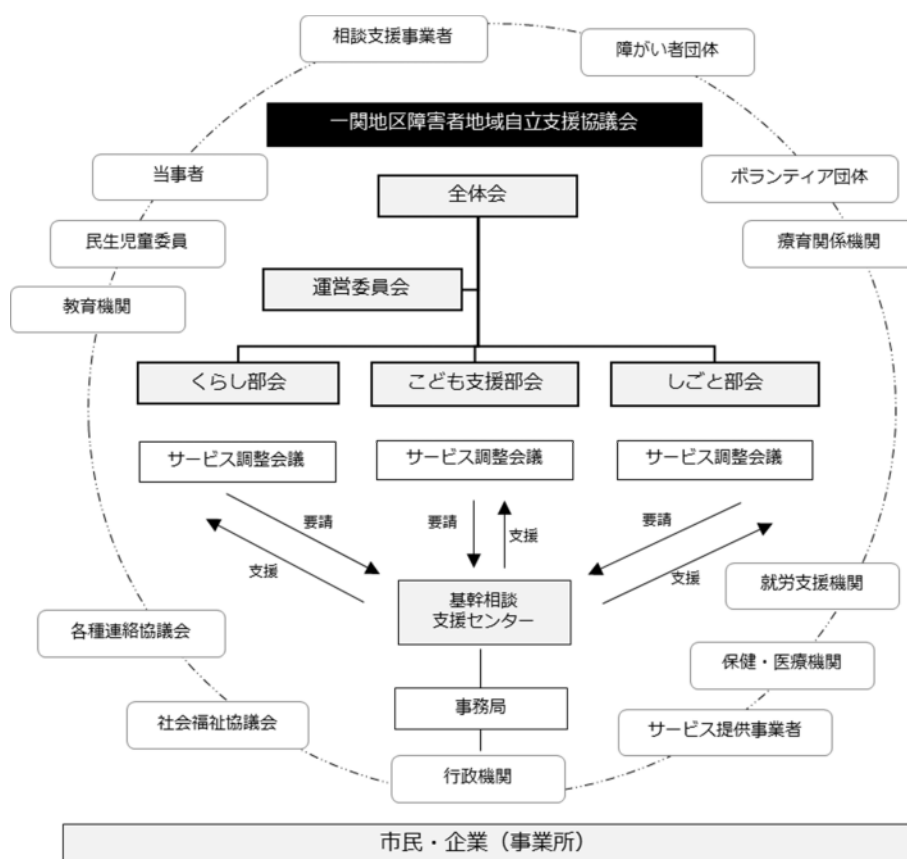 相談支援事業者
障がい者団体
一関地区障害者地域自立支援協議会
当事者
ボランティア団体
全体会
民生児童委員
療育関係機関
運営委員会
教育機関
くらし部会
こども支援部会
しごと部会
サービス調整会議
サービス調整会議
サービス調整会議
要請
支援
要請
支援
要請
支援
基幹相談
支援センター
就労支援機関
各種連絡協議会
保健・医療機関
事務局
社会福祉協議会
サービス提供事業者
行政機関
市民・企業（事業所）